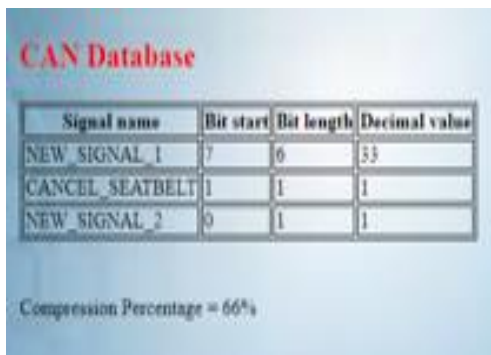 CAN Database
Signal name Bit start Bit length Decimal value
NEW_SIGNAL_1 7 6 33
CANCEL_SEATBELT 1 1 1
NEW_SIGNAL_2 0 1 1
Compression Percentage = 66%